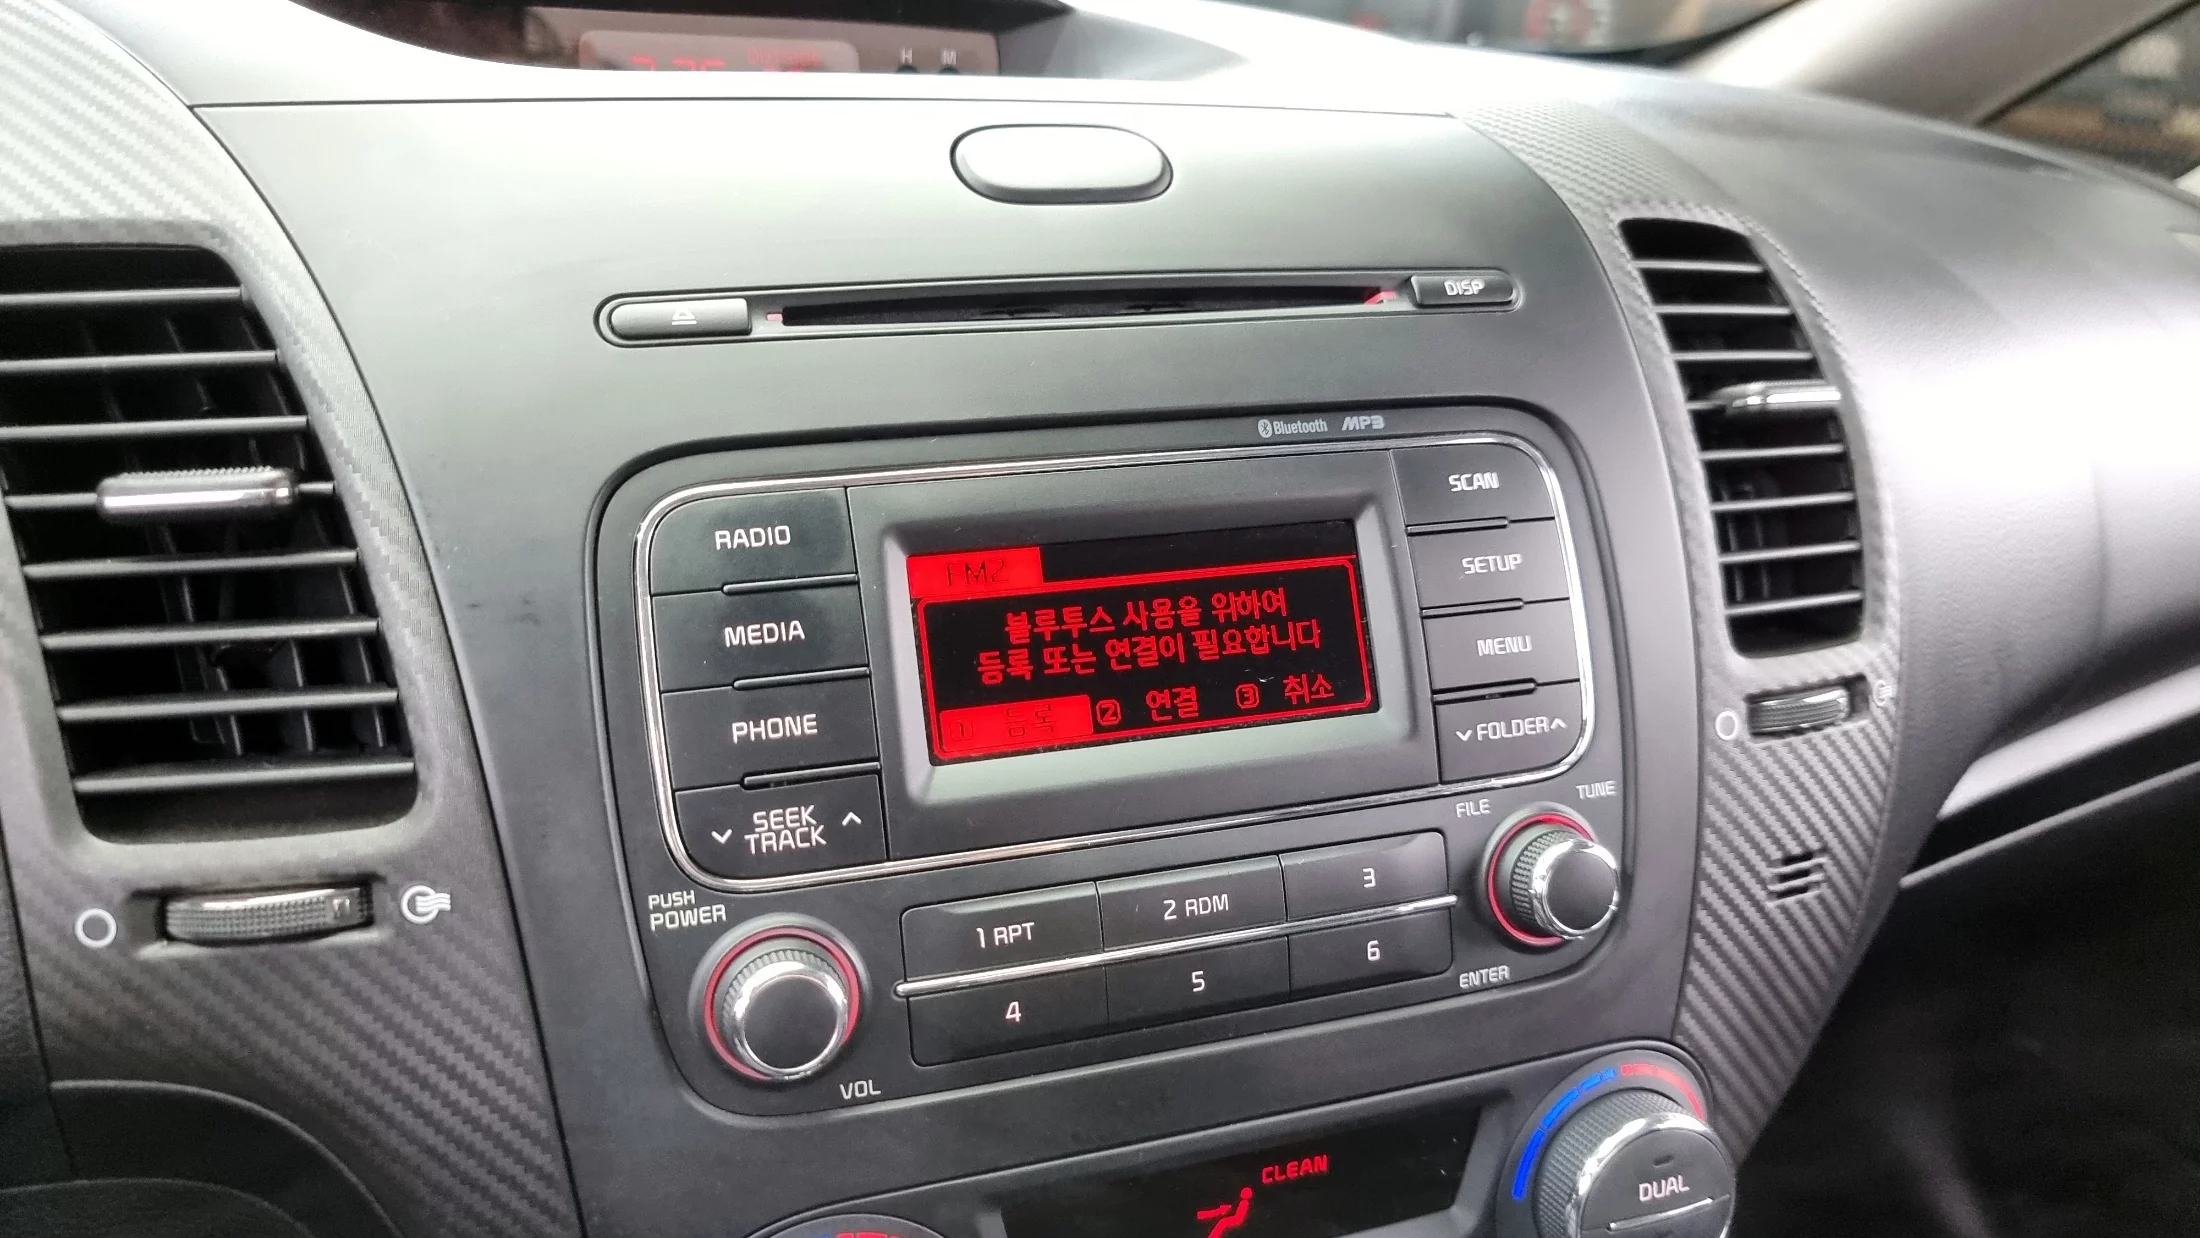 H M
DISP
Bluetooth MP3
RADIO
MEDIA
PHONE
SEEK
TRACK
FM2
블루투스 사용을 위하여
등록 또는 연결이 필요합니다
1 등록 2 연결 3 취소
SCAN
SETUP
MENU
FOLDER
PUSH
POWER
VOL
1 RPT
2 RDM
3
4
5
6
FILE
TUNE
ENTER
CLEAN
DUAL